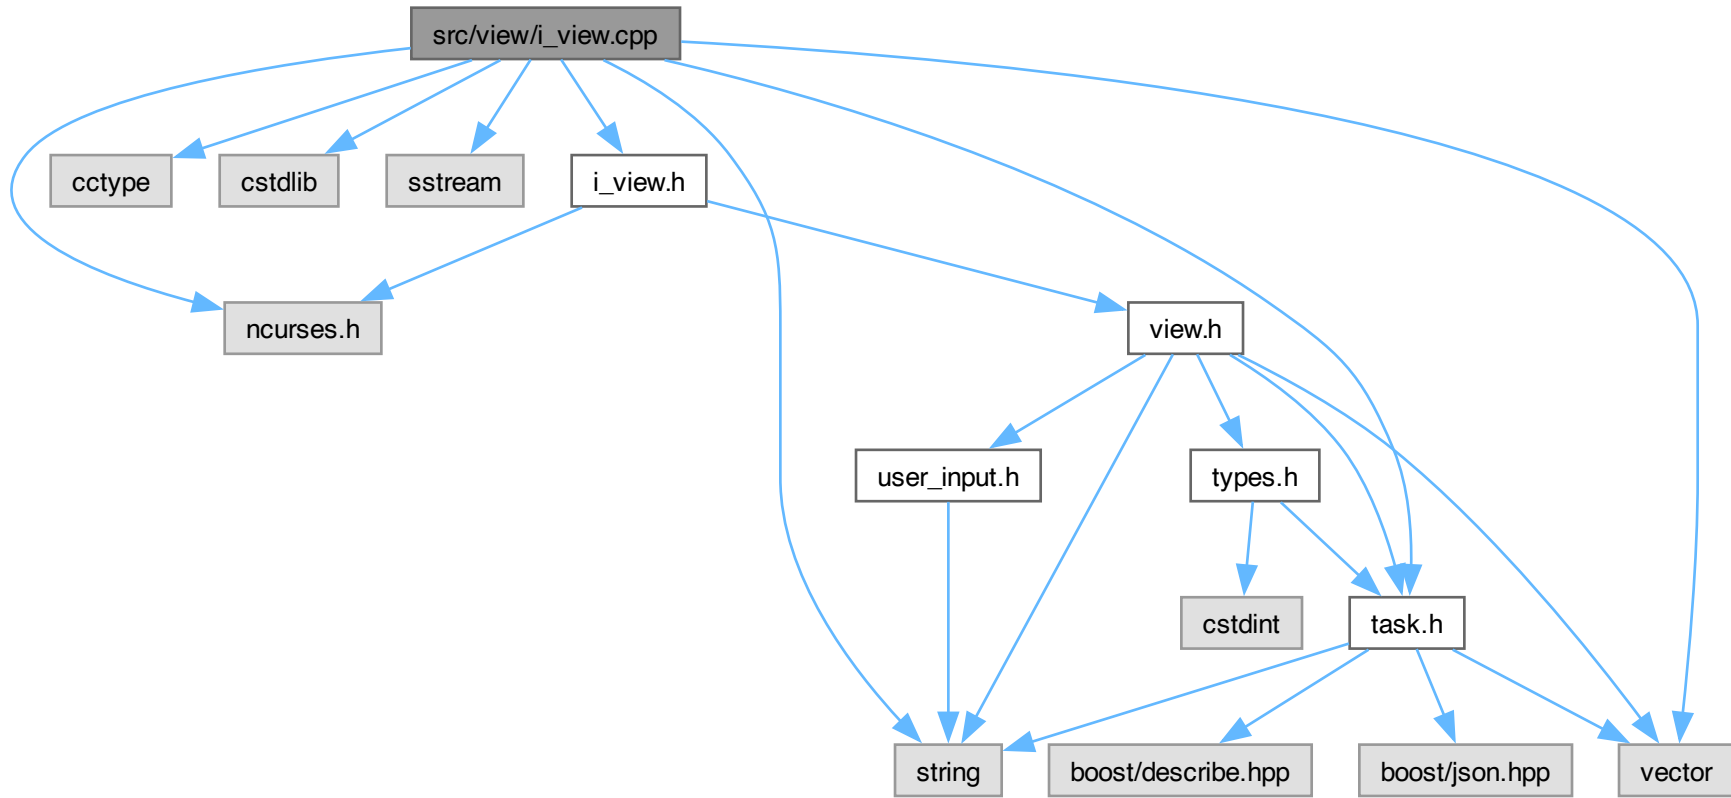 src/view/i_view.cpp
cctype
cstdlib
sstream
i_view.h
ncurses.h
view.h
user_input.h
types.h
cstdint
task.h
string
boost/describe.hpp
boost/json.hpp
vector